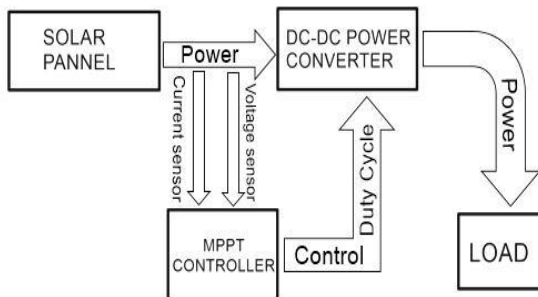 SOLAR
PANNEL
Power
DC-DC POWER
CONVERTER
Power
Current sensor
Voltage sensor
Duty Cycle
MPPT
CONTROLLER
Control
LOAD